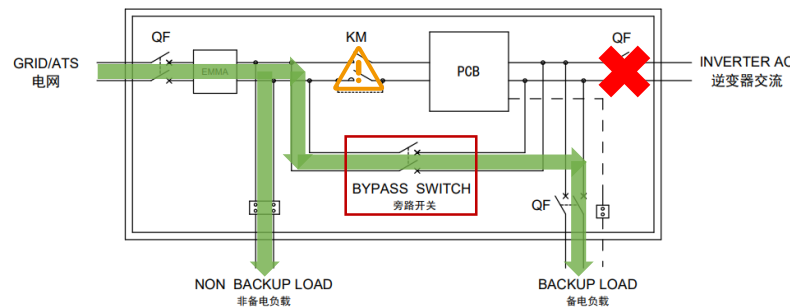 QF
KM
QF
GRID/ATS
电网
EMMA
PCB
INVERTER AC
逆变器交流
BYPASS SWITCH
旁路开关
QF
NON BACKUP LOAD
非备电负载
BACKUP LOAD
备电负载